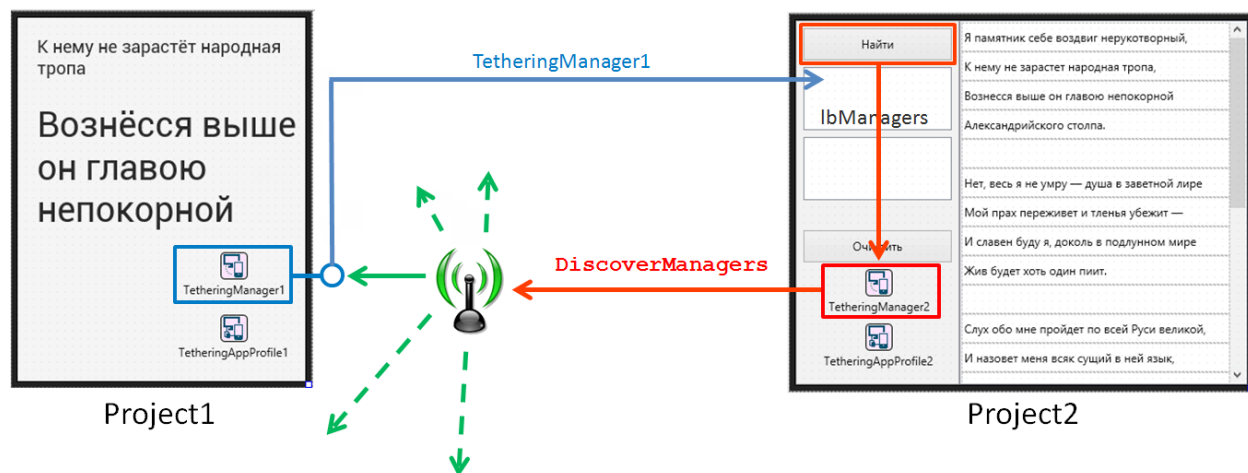 К нему не зарастёт народная
тропа
Вознёсся выше
он главою
непокорной
TetheringManager1
TetheringAppProfile1
Project1
TetheringManager1
DiscoverManagers
Найти
lbManagers
Очистить
TetheringManager2
TetheringAppProfile2
Я памятник себе воздвиг нерукотворный,
К нему не зарастет народная тропа,
Вознесся выше он главою непокорной
Александрийского столпа.
Нет, весь я не умру — душа в заветной лире
Мой прах переживет и тленья убежит —
И славен буду я, доколь в подлунном мире
Жив будет хоть один пиит.
Слух обо мне пройдет по всей Руси великой,
И назовет меня всяк сущий в ней язык,
Project2